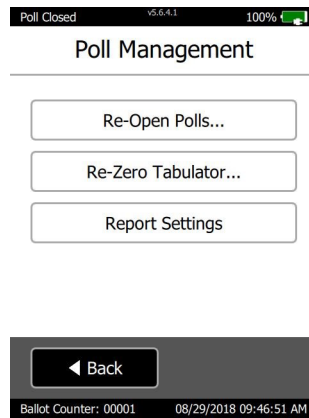 Poll Closed v5.6.4.1 100%
Poll Management
Re-Open Polls...
Re-Zero Tabulator...
Report Settings
Back
Ballot Counter: 00001 08/29/2018 09:46:51 AM